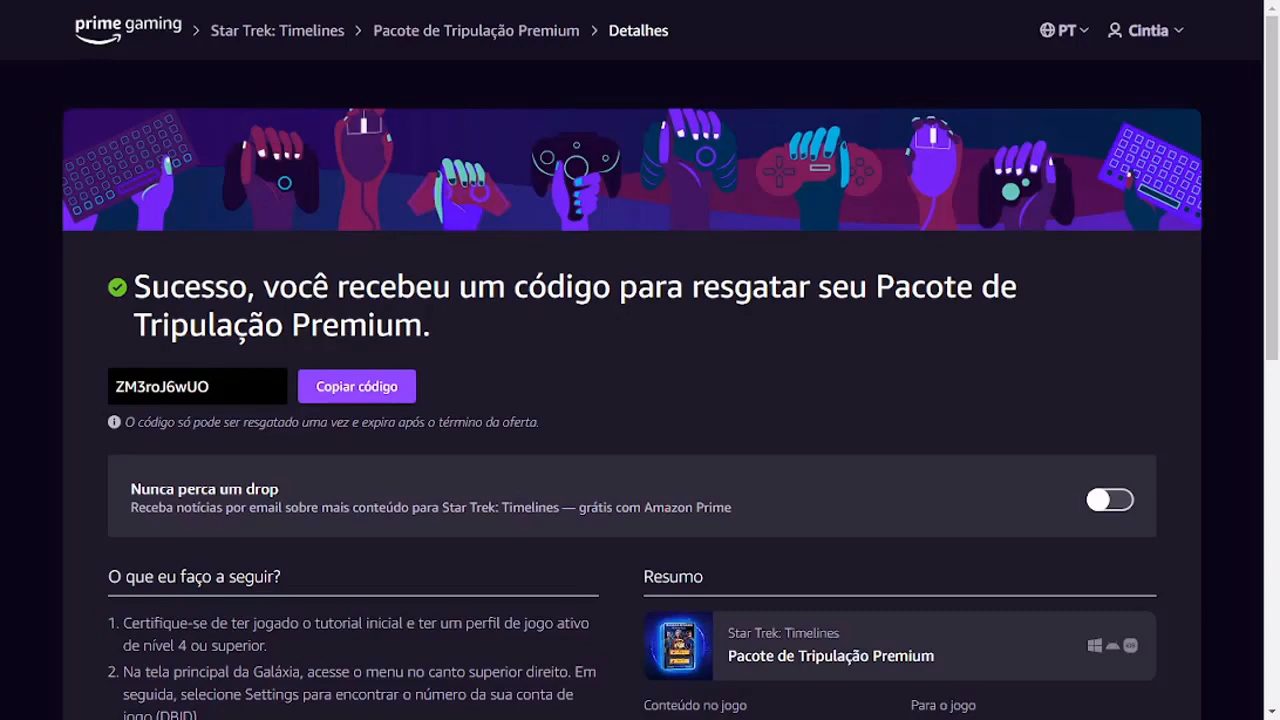 prime gaming > Star Trek: Timelines > Pacote de Tripulação Premium > Detalhes PT Cintia
Sucesso, você recebeu um código para resgatar seu Pacote de
Tripulação Premium.
ZM3roJ6wUO Copiar código
O código só pode ser resgatado uma vez e expira após o término da oferta.
Nunca perca um drop
Receba notícias por email sobre mais conteúdo para Star Trek: Timelines — grátis com Amazon Prime
O que eu faço a seguir?
1. Certifique-se de ter jogado o tutorial inicial e ter um perfil de jogo ativo
de nível 4 ou superior.
2. Na tela principal da Galáxia, acesse o menu no canto superior direito. Em
seguida, selecione Settings para encontrar o número da sua conta de
jogo (DBID)
Resumo
Star Trek: Timelines
Pacote de Tripulação Premium
Conteúdo no jogo Para o jogo